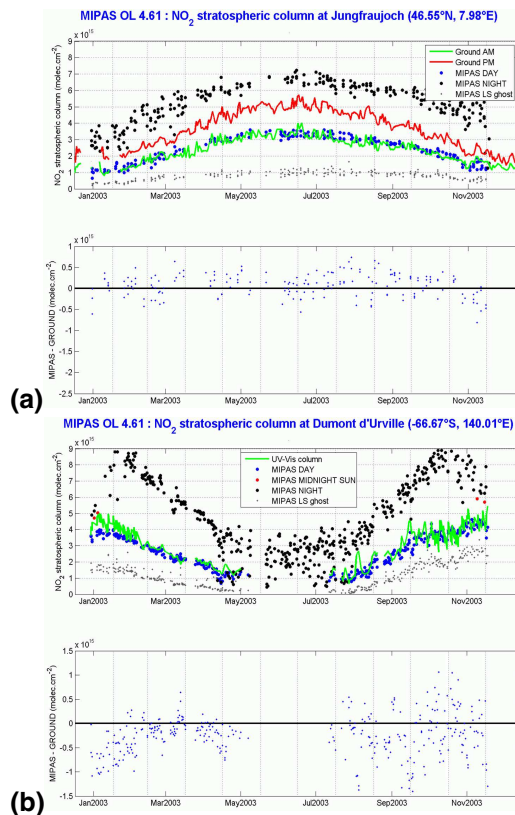 MIPAS OL 4.61 : NO2 stratospheric column at Jungfraujoch (46.55°N, 7.98°E)
x 10^15
NO2 stratospheric column (molec.cm-2)
9
8
7
6
5
4
3
2
1
0
Ground AM
Ground PM
MIPAS DAY
MIPAS NIGHT
MIPAS LS ghost
Jan2003 Mar2003 May2003 Jul2003 Sep2003 Nov2003
x 10^15
MIPAS - GROUND (molec.cm-2)
1
0.5
0
-0.5
-1
-1.5
-2
-2.5
Jan2003 Mar2003 May2003 Jul2003 Sep2003 Nov2003
(a)
MIPAS OL 4.61 : NO2 stratospheric column at Dumont d'Urville (-66.67°S, 140.01°E)
x 10^15
NO2 stratospheric column (molec.cm-2)
9
8
7
6
5
4
3
2
1
0
UV-Vis column
MIPAS DAY
MIPAS MIDNIGHT SUN
MIPAS NIGHT
MIPAS LS ghost
Jan2003 Mar2003 May2003 Jul2003 Sep2003 Nov2003
x 10^15
MIPAS - GROUND (molec.cm-2)
1.5
1
0.5
0
-0.5
-1
-1.5
Jan2003 Mar2003 May2003 Jul2003 Sep2003 Nov2003
(b)